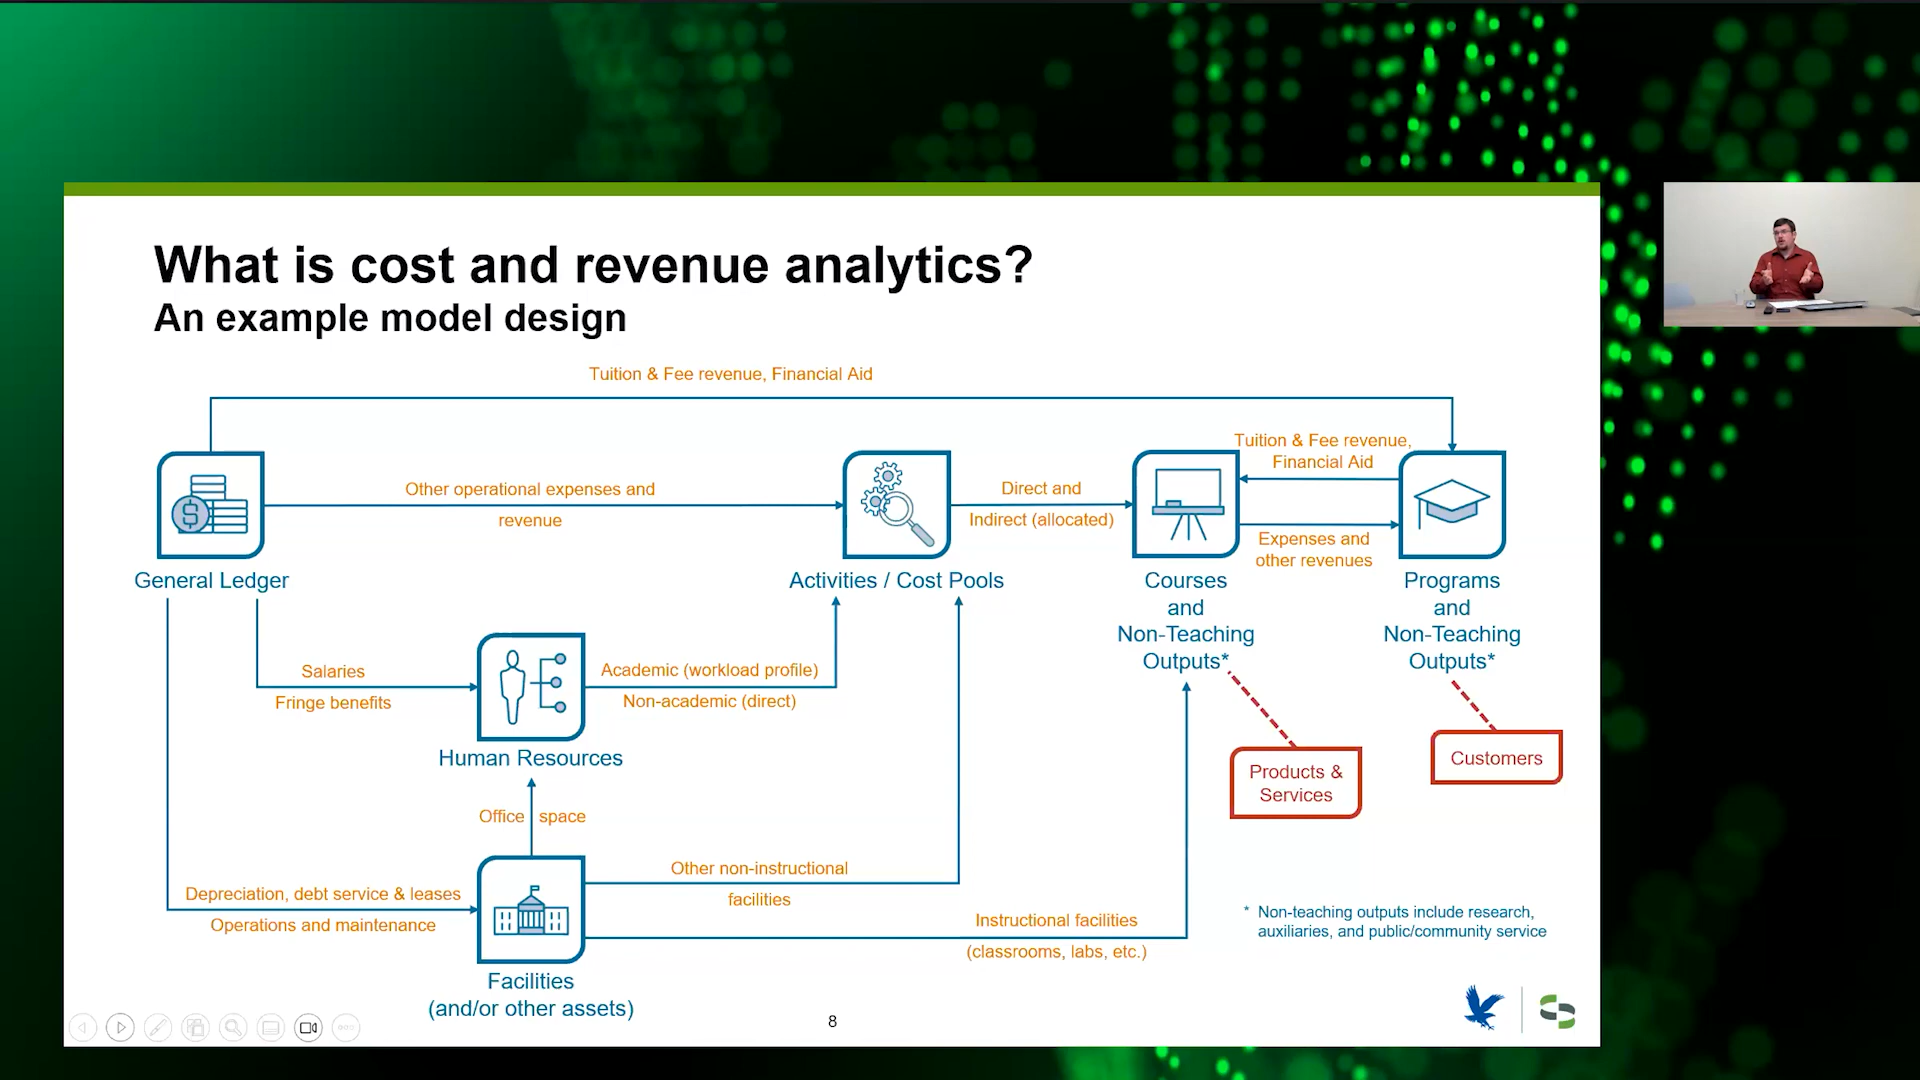 What is cost and revenue analytics?
An example model design
Tuition & Fee revenue, Financial Aid
Tuition & Fee revenue,
Financial Aid
Other operational expenses and
revenue
Direct and
Indirect (allocated)
Expenses and
other revenues
General Ledger
Activities / Cost Pools
Courses
and
Non-Teaching
Outputs*
Programs
and
Non-Teaching
Outputs*
Salaries
Fringe benefits
Academic (workload profile)
Non-academic (direct)
Human Resources
Products &
Services
Customers
Office space
Other non-instructional
facilities
Depreciation, debt service & leases
Operations and maintenance
Instructional facilities
(classrooms, labs, etc.)
* Non-teaching outputs include research,
auxiliaries, and public/community service
Facilities
(and/or other assets)
8